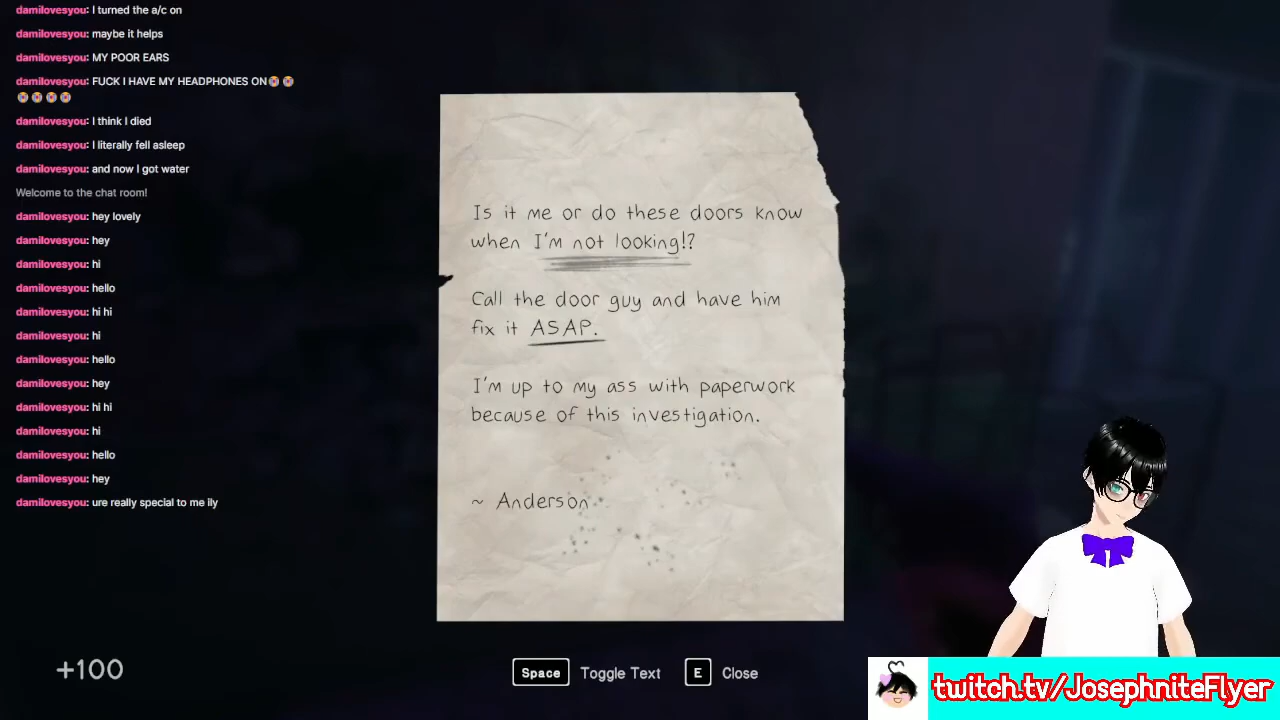 damilovesyou: I turned the a/c on
damilovesyou: maybe it helps
damilovesyou: MY POOR EARS
damilovesyou: FUCK I HAVE MY HEADPHONES ON😭😭
😭😭😭😭
damilovesyou: I think I died
damilovesyou: I literally fell asleep
damilovesyou: and now I got water
Welcome to the chat room!
damilovesyou: hey lovely
damilovesyou: hey
damilovesyou: hi
damilovesyou: hello
damilovesyou: hi hi
damilovesyou: hi
damilovesyou: hello
damilovesyou: hey
damilovesyou: hi hi
damilovesyou: hi
damilovesyou: hello
damilovesyou: hey
damilovesyou: ure really special to me ily
Is it me or do these doors know
when I'm not looking!?
Call the door guy and have him
fix it ASAP.
I'm up to my ass with paperwork
because of this investigation.
~ Anderson
+100
Space Toggle Text E Close
twitch.tv/JosephniteFlyer